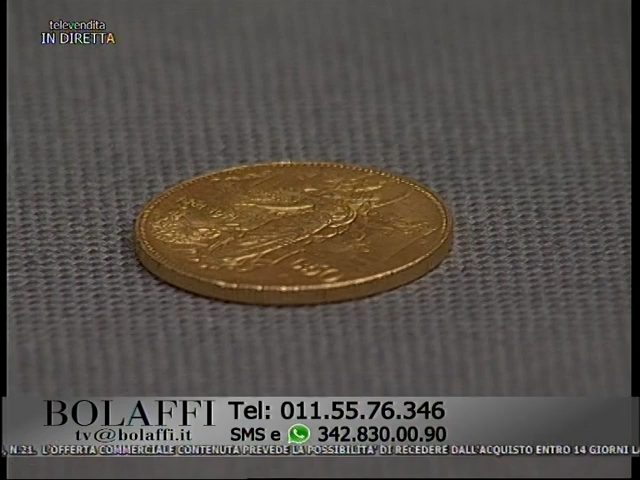 televendita
IN DIRETTA
BOLAFFI
tv@bolaffi.it
Tel: 011.55.76.346
SMS e 342.830.00.90
, N.21. L'OFFERTA COMMERCIALE CONTENUTA PREVEDE LA POSSIBILITA' DI RECEDERE DALL'ACQUISTO ENTRO 14 GIORNI L